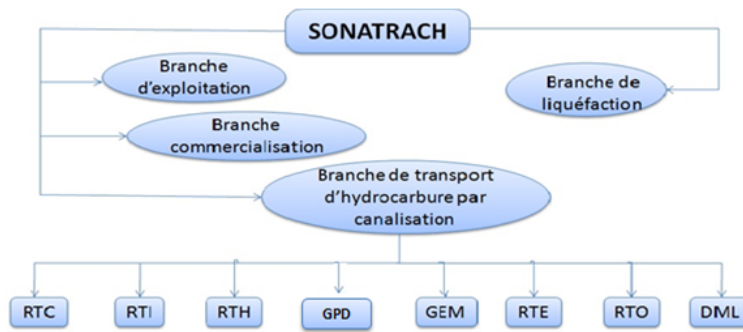 SONATRACH
Branche
d'exploitation
Branche de
liquéfaction
Branche
commercialisation
Branche de transport
d'hydrocarbure par
canalisation
RTC
RTI
RTH
GPD
GEM
RTE
RTO
DML